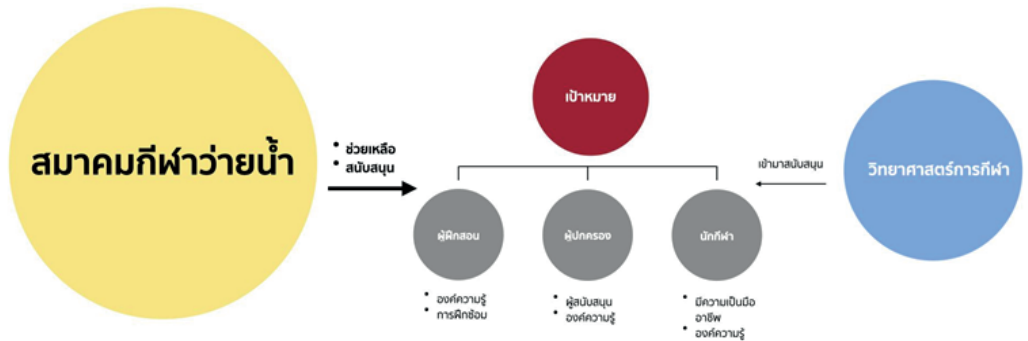 สมาคมกีฬาว่ายน้ำ
• ช่วยเหลือ
• สนับสนุน
เป้าหมาย
เข้ามาสนับสนุน
วิทยาศาสตร์การกีฬา
ผู้ฝึกสอน
ผู้ปกครอง
นักกีฬา
• องค์ความรู้
• การฝึกซ้อม
• ผู้สนับสนุน
• องค์ความรู้
• มีความเป็นมือ
อาชีพ
• องค์ความรู้